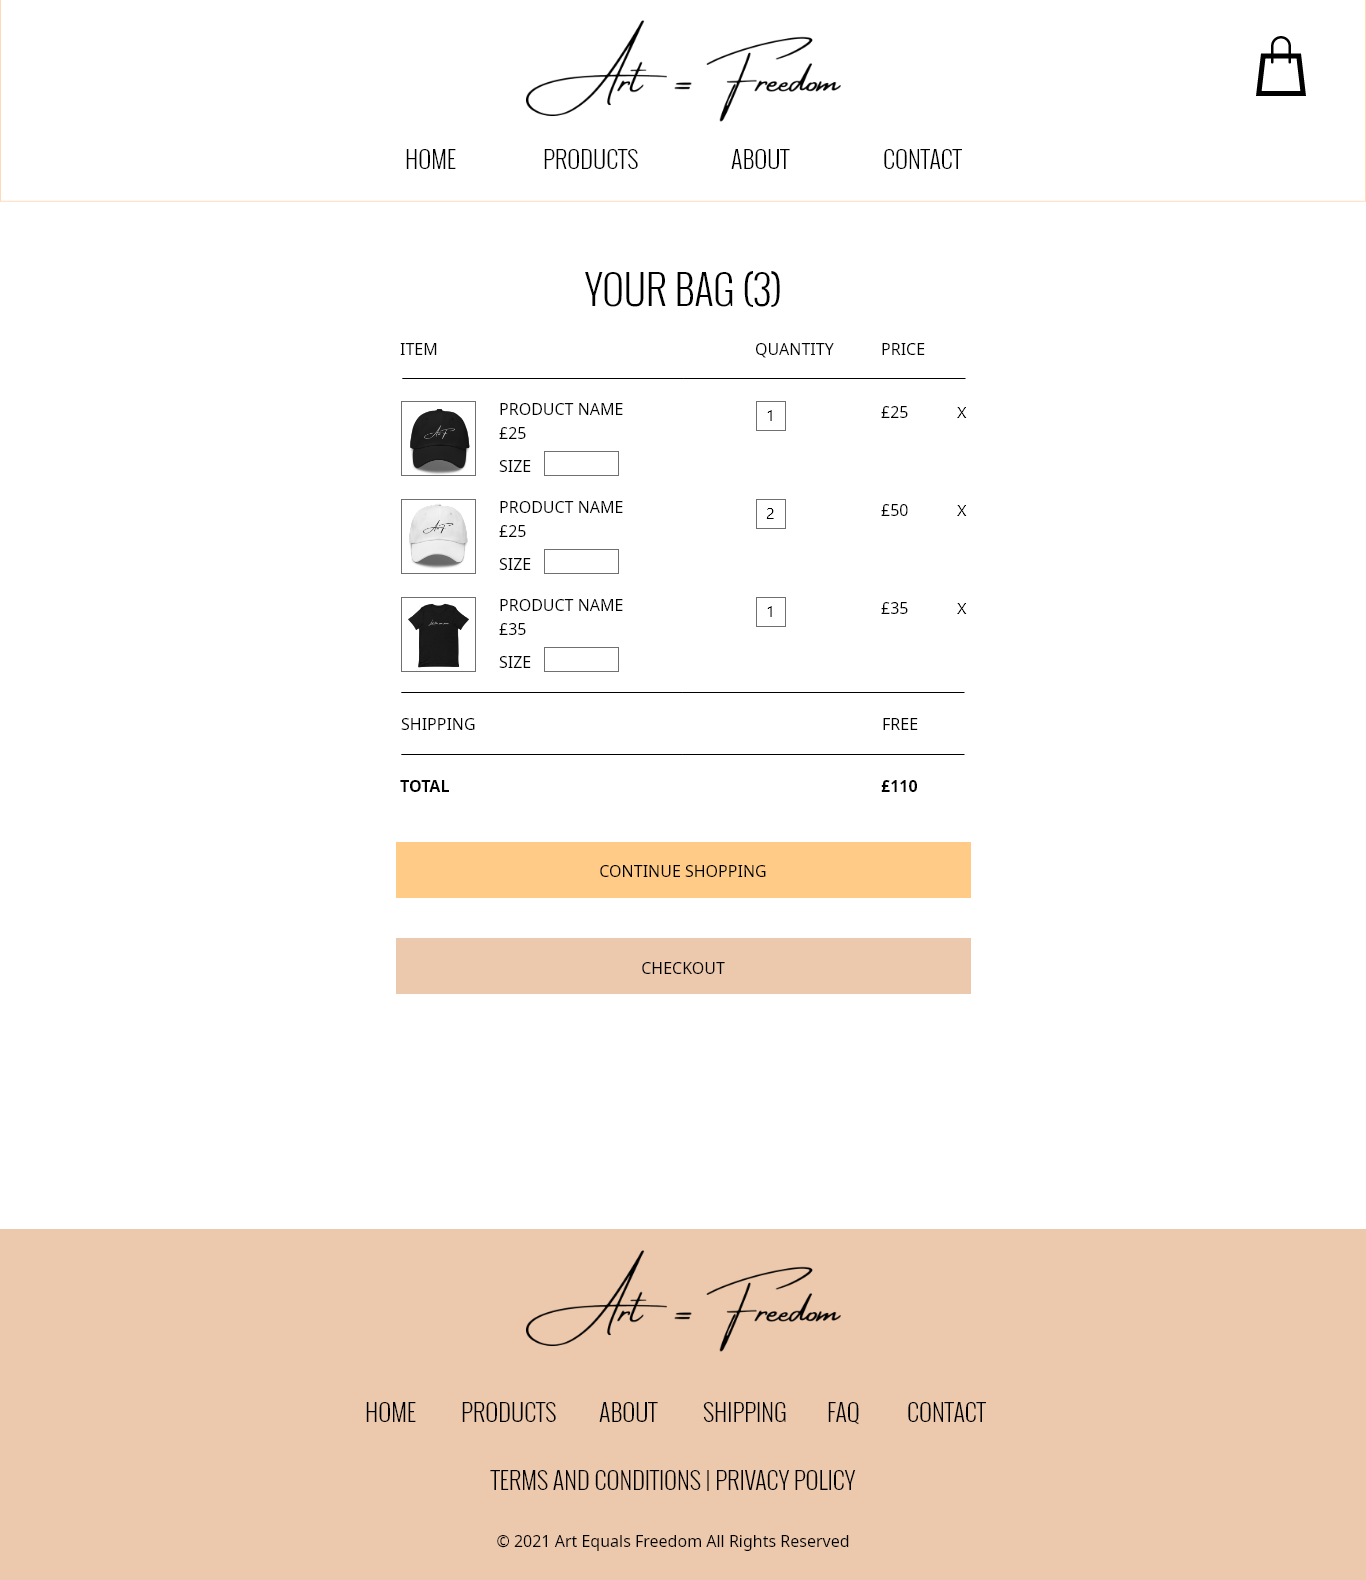 Art = Freedom
HOME PRODUCTS ABOUT CONTACT
YOUR BAG (3)
ITEM QUANTITY PRICE
PRODUCT NAME
£25
SIZE
1 £25 X
PRODUCT NAME
£25
SIZE
2 £50 X
PRODUCT NAME
£35
SIZE
1 £35 X
SHIPPING FREE
TOTAL £110
CONTINUE SHOPPING
CHECKOUT
Art = Freedom
HOME PRODUCTS ABOUT SHIPPING FAQ CONTACT
TERMS AND CONDITIONS | PRIVACY POLICY
© 2021 Art Equals Freedom All Rights Reserved